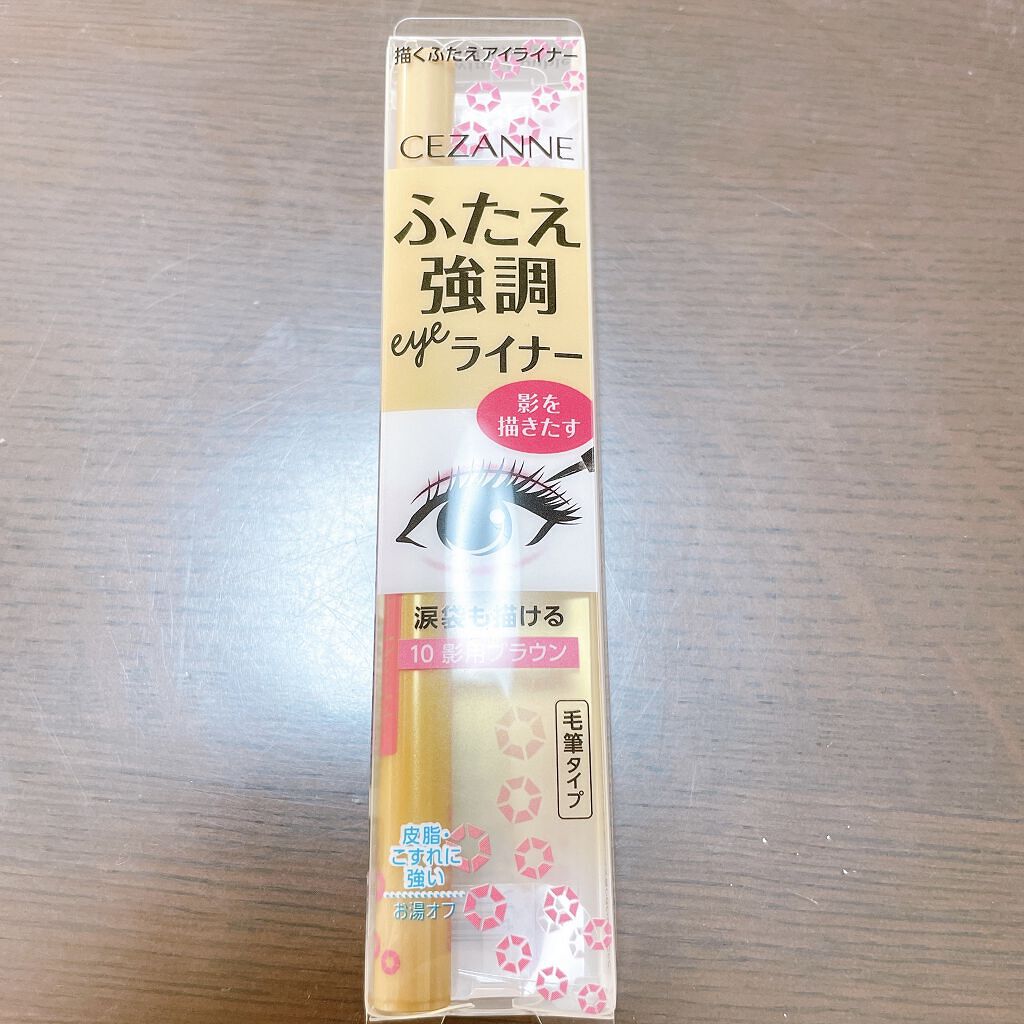 描くふたえアイライナー
CEZANNE
ふたえ
強調
eye ライナー
影を
描きたす
涙袋も描ける
10 影用ブラウン
毛筆タイプ
皮脂・
こすれに
強い
お湯オフ